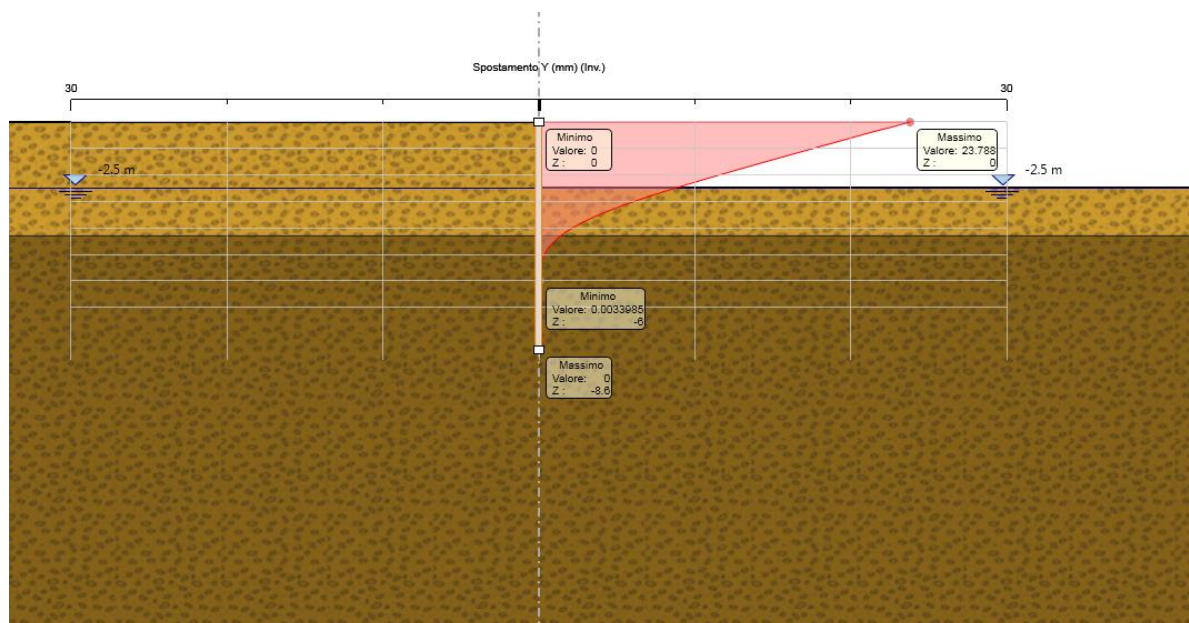 Spostamento Y (mm) (Inv.)
30
30
Minimo
Valore: 0
Z : 0
Massimo
Valore: 23.788
Z : 0
-2.5 m
-2.5 m
Minimo
Valore: 0.0033985
Z : -6
Massimo
Valore: 0
Z : -8.6